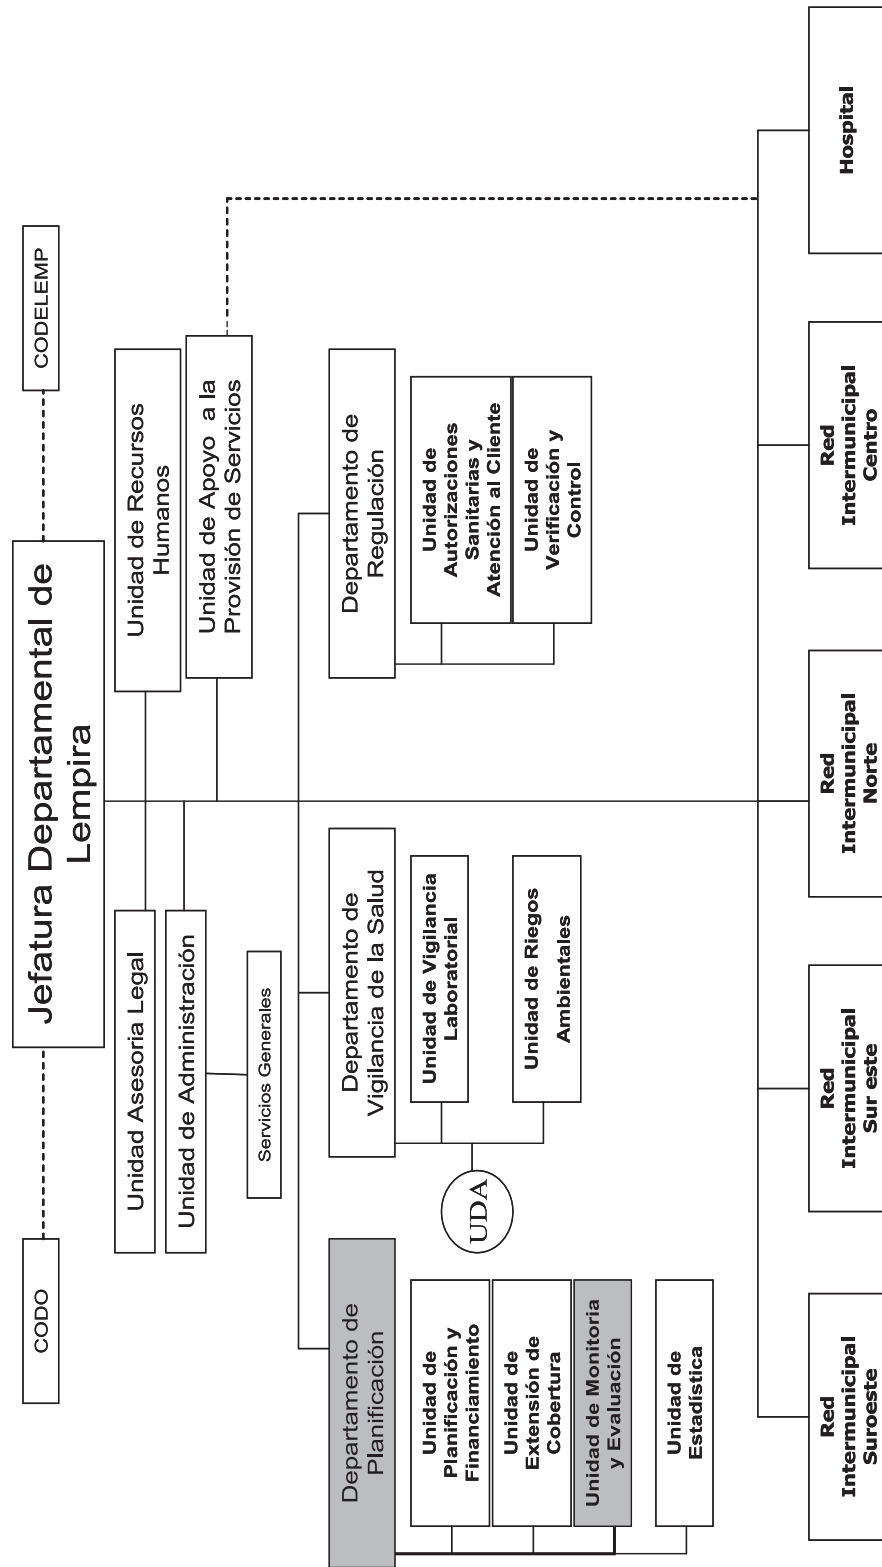 Jefatura Departamental de
Lempira
CODO
CODELEMP
Unidad Asesoria Legal
Unidad de Administración
Servicios Generales
Unidad de Recursos
Humanos
Unidad de Apoyo a la
Provisión de Servicios
Departamento de
Planificación
Unidad de
Planificación y
Financiamiento
Unidad de
Extensión de
Cobertura
Unidad de Monitoria
y Evaluación
Unidad de
Estadística
Departamento de
Vigilancia de la Salud
Unidad de Vigilancia
Laboratorial
Unidad de Riegos
Ambientales
UDA
Departamento de
Regulación
Unidad de
Autorizaciones
Sanitarias y
Atención al Cliente
Unidad de
Verificación y
Control
Red
Intermunicipal
Suroeste
Red
Intermunicipal
Sur este
Red
Intermunicipal
Norte
Red
Intermunicipal
Centro
Hospital